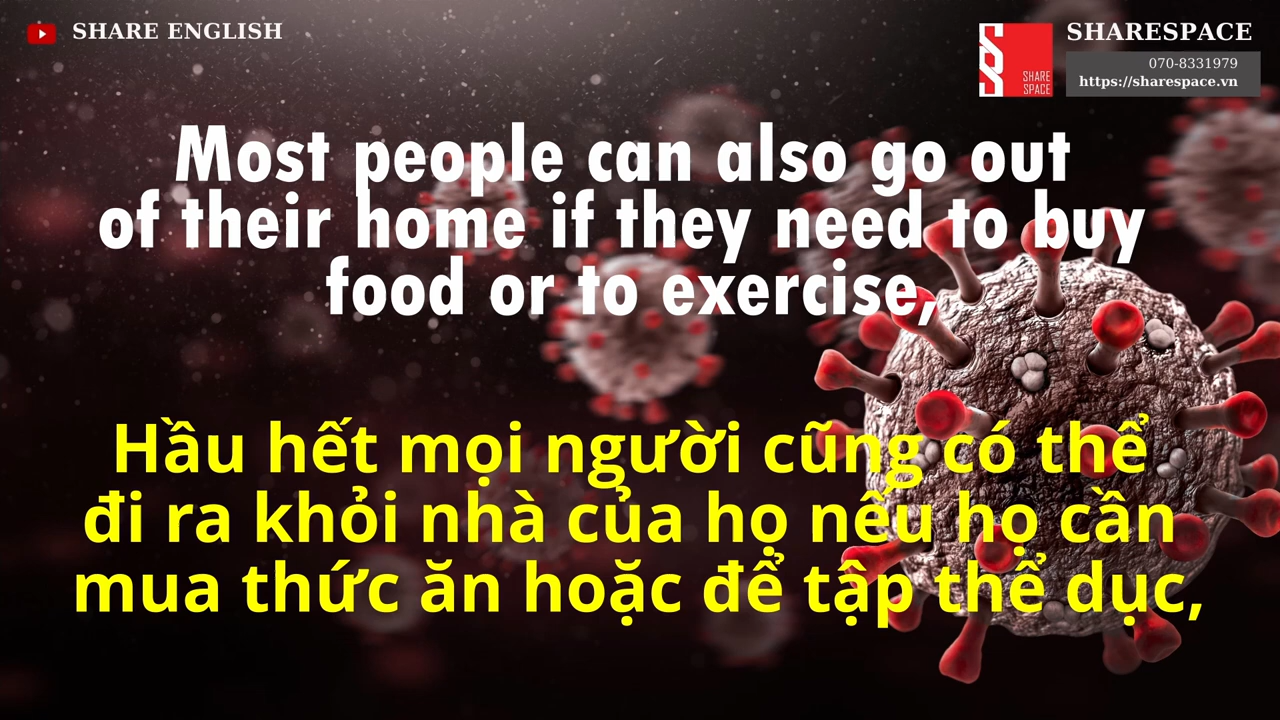 SHARE ENGLISH
SHARESPACE
070-8331979
https://sharespace.vn
SHARE
SPACE
Most people can also go out
of their home if they need to buy
food or to exercise,
Hầu hết mọi người cũng có thể
đi ra khỏi nhà của họ nếu họ cần
mua thức ăn hoặc để tập thể dục,